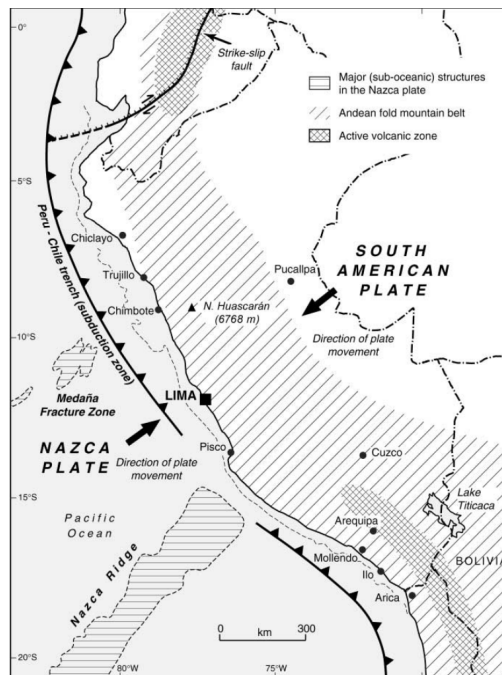 0°
Strike-slip
fault
Major (sub-oceanic) structures
in the Nazca plate
Andean fold mountain belt
Active volcanic zone
5°S
Peru - Chile trench (subduction zone)
Chiclayo
Trujillo
Chimbote
N. Huascarán
(6768 m)
Pucallpa
SOUTH
AMERICAN
PLATE
Direction of plate
movement
10°S
Medaña
Fracture Zone
LIMA
NAZCA
PLATE
Direction of plate
movement
Pisco
Cuzco
15°S
Pacific
Ocean
Nazca Ridge
Lake
Titicaca
Arequipa
Mollendo
Ilo
Arica
BOLIVIA
0 300
km
20°S
80°W
75°W